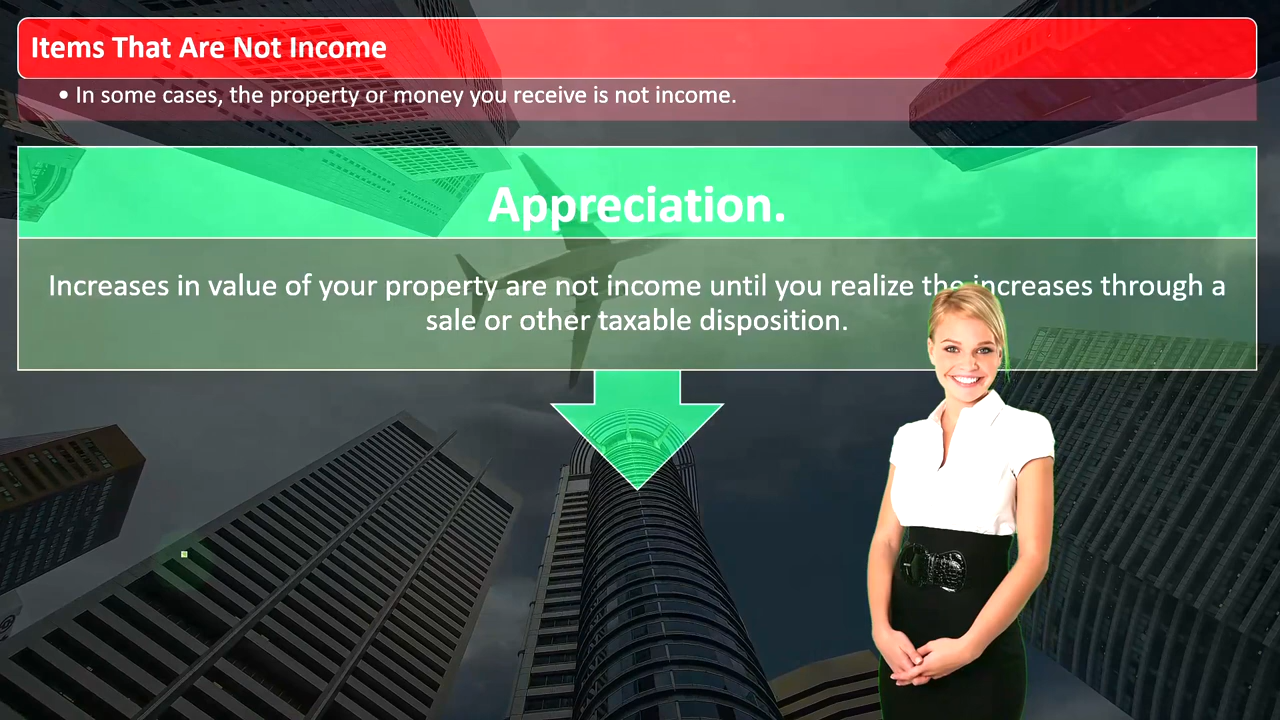 Items That Are Not Income
• In some cases, the property or money you receive is not income.
Appreciation.
Increases in value of your property are not income until you realize the increases through a
sale or other taxable disposition.